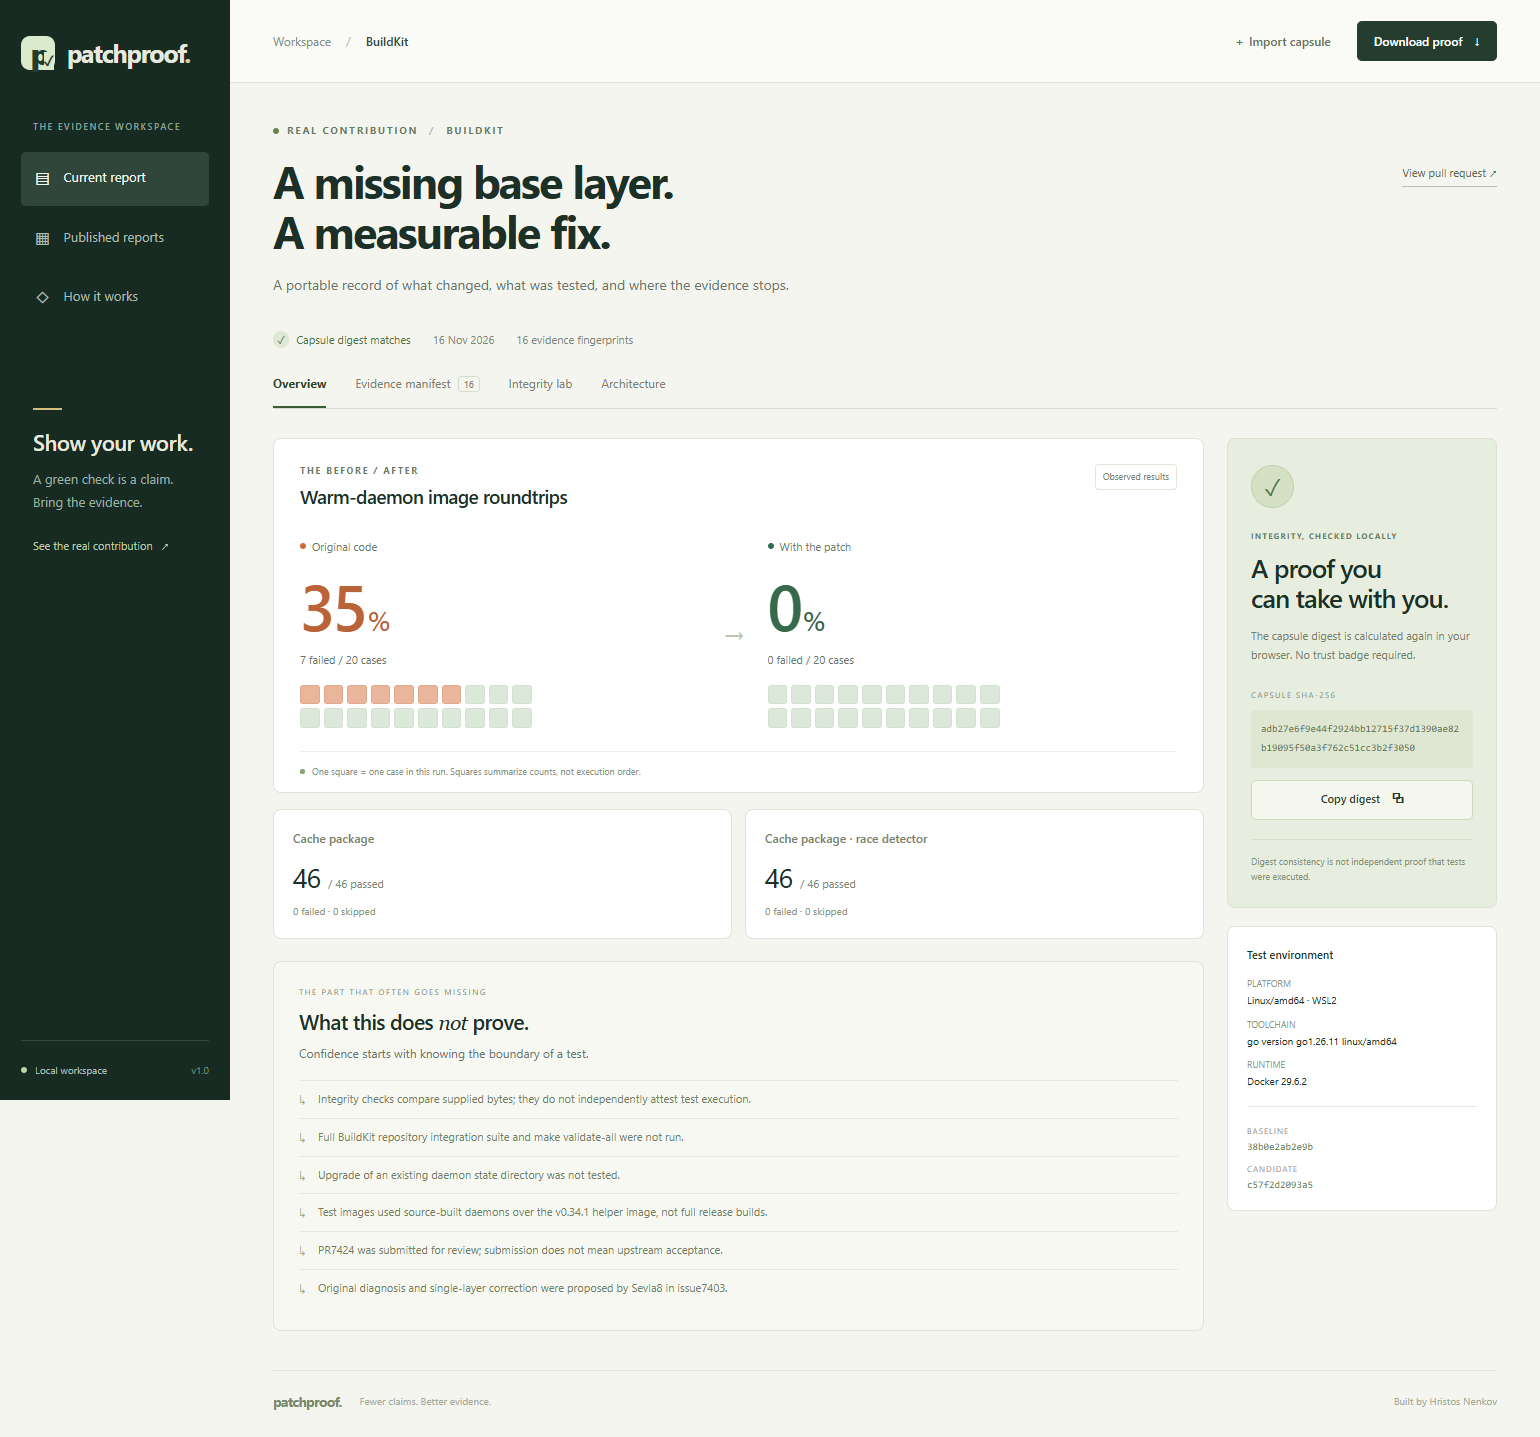 patchproof.
THE EVIDENCE WORKSPACE
Current report
Published reports
How it works
Show your work.
A green check is a claim.
Bring the evidence.
See the real contribution ↗
Local workspace v1.0
Workspace / BuildKit
+ Import capsule
Download proof ↓
REAL CONTRIBUTION / BUILDKIT
A missing base layer.
A measurable fix.
View pull request ↗
A portable record of what changed, what was tested, and where the evidence stops.
✓ Capsule digest matches 16 Nov 2026 16 evidence fingerprints
Overview Evidence manifest 16 Integrity lab Architecture
THE BEFORE / AFTER
Warm-daemon image roundtrips
Observed results
Original code
35%
7 failed / 20 cases
→
With the patch
0%
0 failed / 20 cases
One square = one case in this run. Squares summarize counts, not execution order.
Cache package
46 / 46 passed
0 failed · 0 skipped
Cache package · race detector
46 / 46 passed
0 failed · 0 skipped
THE PART THAT OFTEN GOES MISSING
What this does not prove.
Confidence starts with knowing the boundary of a test.
↳ Integrity checks compare supplied bytes; they do not independently attest test execution.
↳ Full BuildKit repository integration suite and make validate-all were not run.
↳ Upgrade of an existing daemon state directory was not tested.
↳ Test images used source-built daemons over the v0.34.1 helper image, not full release builds.
↳ PR7424 was submitted for review; submission does not mean upstream acceptance.
↳ Original diagnosis and single-layer correction were proposed by Sevla8 in issue7403.
✓
INTEGRITY, CHECKED LOCALLY
A proof you
can take with you.
The capsule digest is calculated again in your
browser. No trust badge required.
CAPSULE SHA-256
adb27e6f9e44f2924bb12715f37d1390ae82
b19095f50a3f762c51cc3b2f3050
Copy digest
Digest consistency is not independent proof that tests
were executed.
Test environment
PLATFORM
Linux/amd64 · WSL2
TOOLCHAIN
go version go1.26.11 linux/amd64
RUNTIME
Docker 29.6.2
BASELINE
38b0e2ab2e9b
CANDIDATE
c57f2d2093a5
patchproof. Fewer claims. Better evidence.
Built by Hristos Nenkov